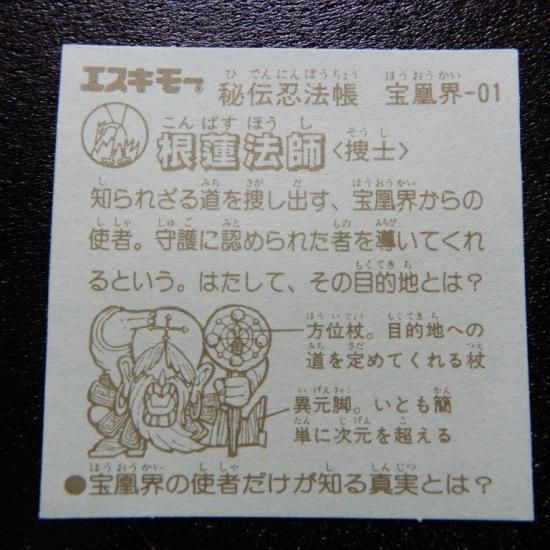 エスキモー® 秘伝忍法帳 宝凰界-01
根蓮法師〈捜士〉
知られざる道を捜し出す、宝凰界からの
使者。守護に認められた者を導いてくれ
るという。はたして、その目的地とは？
方位杖。目的地への
道を定めてくれる杖
異元脚。いとも簡
単に次元を超える
●宝凰界の使者だけが知る真実とは？